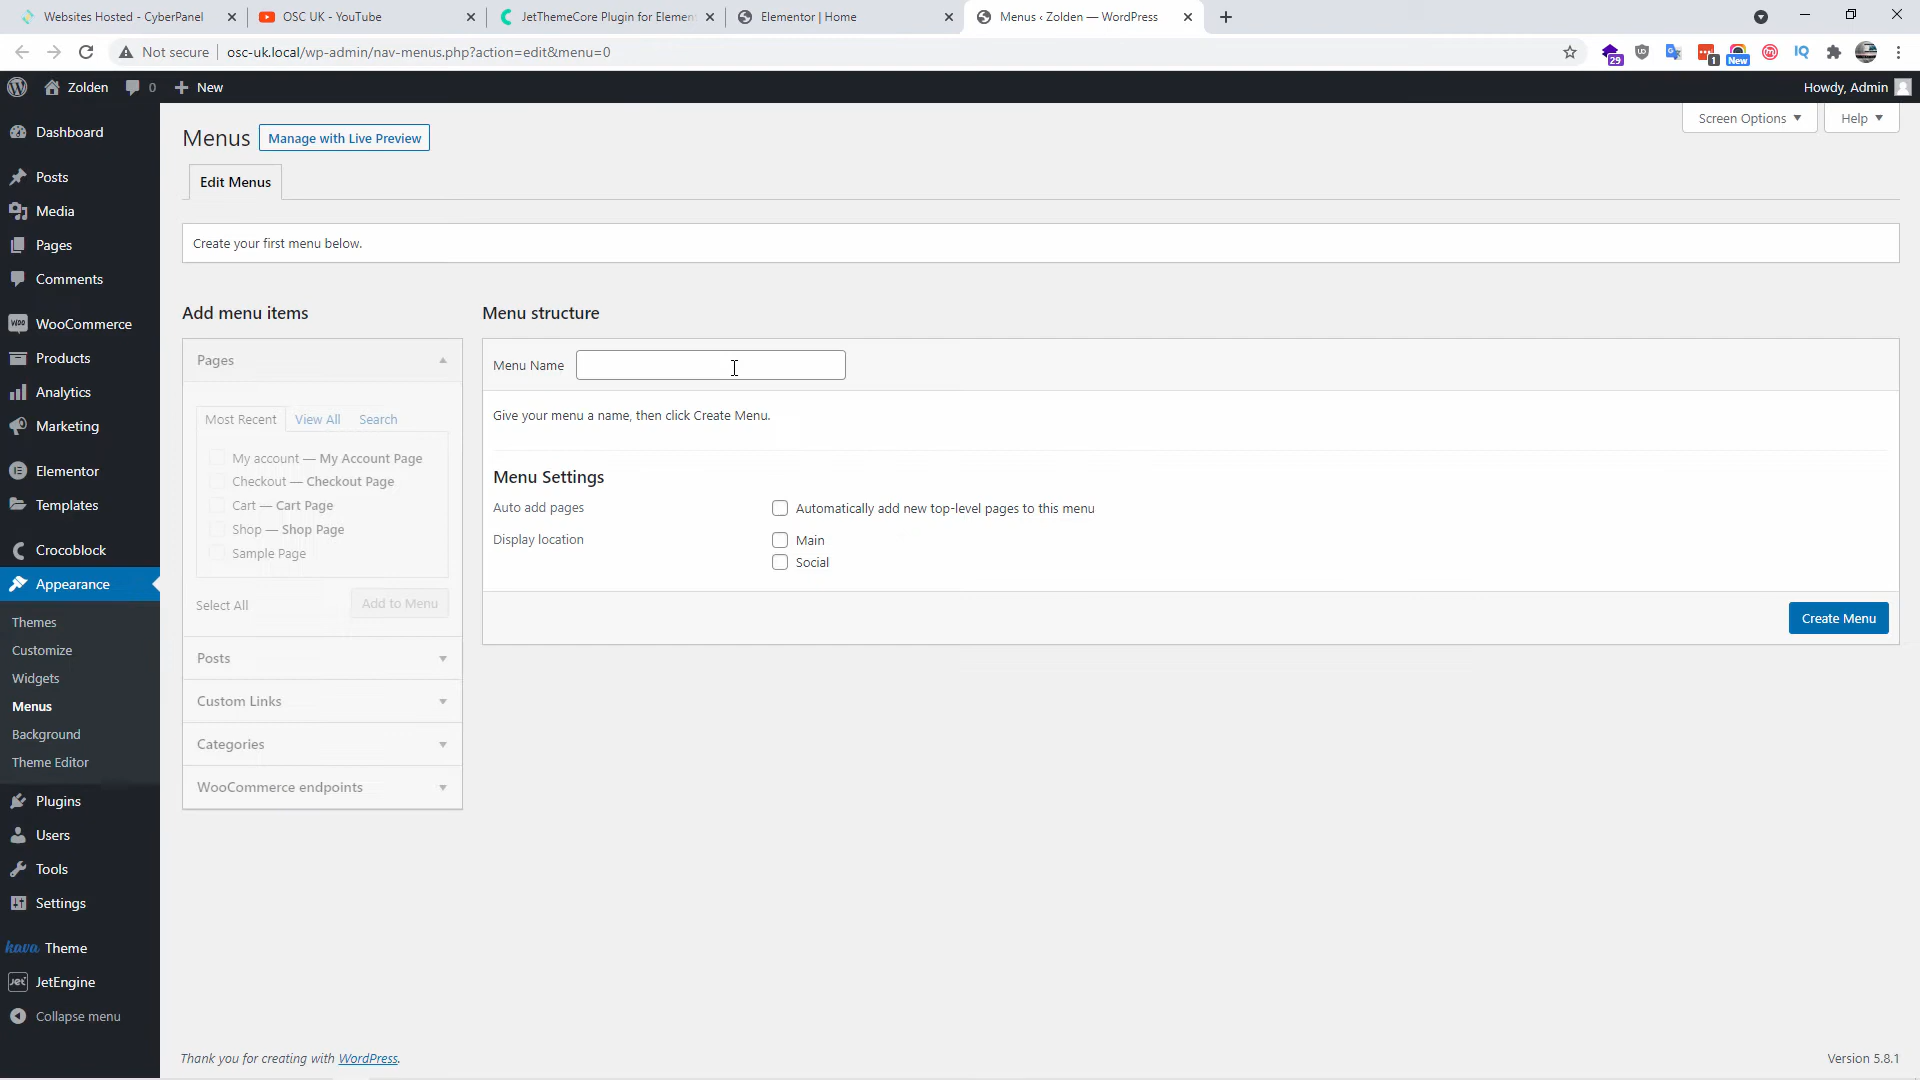 Websites Hosted - CyberPanel
OSC UK - YouTube
JetThemeCore Plugin for Elemen
Elementor | Home
Menus ‹ Zolden — WordPress
Not secure
osc-uk.local/wp-admin/nav-menus.php?action=edit&menu=0
29
1
New
IQ
Zolden
0
New
Howdy, Admin
Dashboard
Posts
Media
Pages
Comments
WooCommerce
Products
Analytics
Marketing
Elementor
Templates
Crocoblock
Appearance
Themes
Customize
Widgets
Menus
Background
Theme Editor
Plugins
Users
Tools
Settings
kava Theme
JetEngine
Collapse menu
Screen Options
Help
Menus
Manage with Live Preview
Edit Menus
Create your first menu below.
Add menu items
Pages
Most Recent
View All
Search
My account — My Account Page
Checkout — Checkout Page
Cart — Cart Page
Shop — Shop Page
Sample Page
Select All
Add to Menu
Posts
Custom Links
Categories
WooCommerce endpoints
Menu structure
Menu Name
Give your menu a name, then click Create Menu.
Menu Settings
Auto add pages
Automatically add new top-level pages to this menu
Display location
Main
Social
Create Menu
Thank you for creating with WordPress.
Version 5.8.1